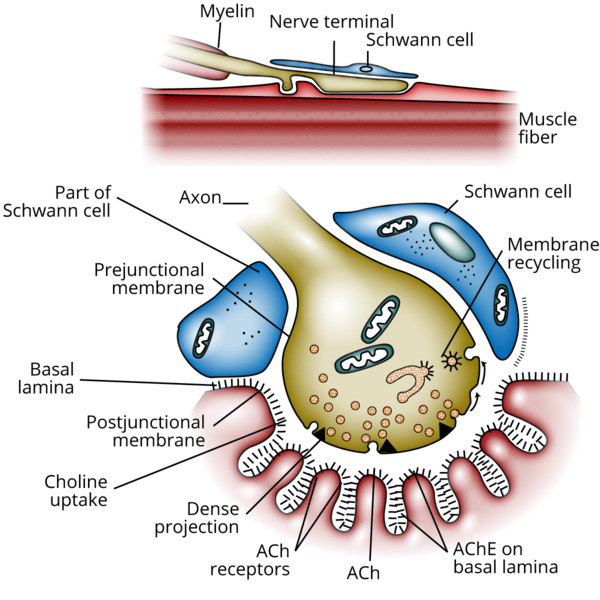 Myelin
Nerve terminal
Schwann cell
Muscle
fiber
Part of
Schwann cell
Axon
Schwann cell
Membrane
recycling
Prejunctional
membrane
Basal
lamina
Postjunctional
membrane
Choline
uptake
Dense
projection
ACh
receptors
ACh
AChE on
basal lamina